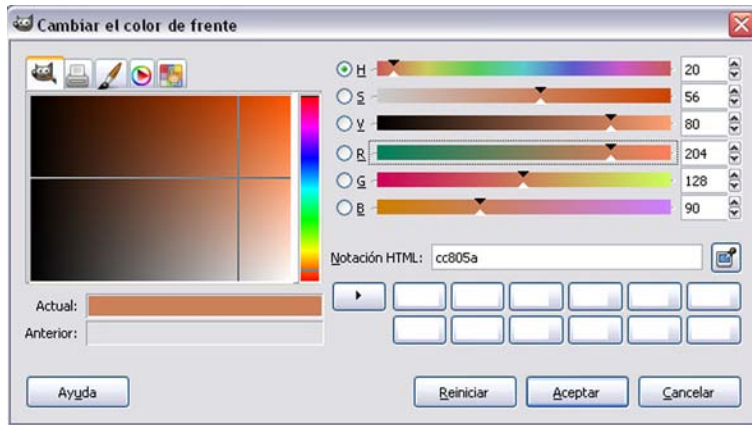 Cambiar el color de frente
H 20
S 56
V 80
R 204
G 128
B 90
Notación HTML: cc805a
Actual:
Anterior:
Ayuda
Reiniciar
Aceptar
Cancelar